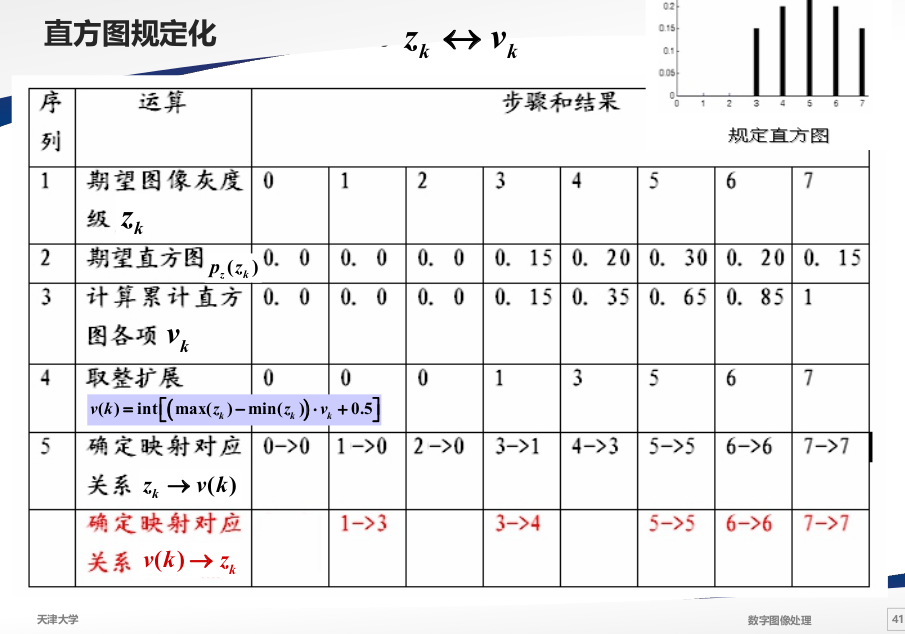 直方图规定化
z_k ↔ v_k
0.2
0.15
0.1
0.05
0
0 1 2 3 4 5 6 7
规定直方图
序列 运算 步骤和结果
1 期望图像灰度级 z_k 0 1 2 3 4 5 6 7
2 期望直方图 p_z(z_k) 0. 0 0. 0 0. 0 0. 15 0. 20 0. 30 0. 20 0. 15
3 计算累计直方图各项 v_k 0. 0 0. 0 0. 0 0. 15 0. 35 0. 65 0. 85 1
4 取整扩展 0 0 0 1 3 5 6 7
v(k) = int[(max(z_k) − min(z_k)) · v_k + 0.5]
5 确定映射对应关系 z_k → v(k) 0->0 1->0 2->0 3->1 4->3 5->5 6->6 7->7
确定映射对应关系 v(k) → z_k 1->3 3->4 5->5 6->6 7->7
天津大学 数字图像处理 41